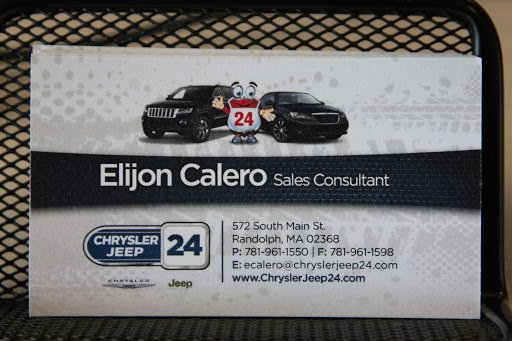 24
Elijon Calero Sales Consultant
CHRYSLER
JEEP
24
CHRYSLER
Jeep
572 South Main St.
Randolph, MA 02368
P: 781-961-1550 | F: 781-961-1598
E: ecalero@chryslerjeep24.com
www.ChryslerJeep24.com